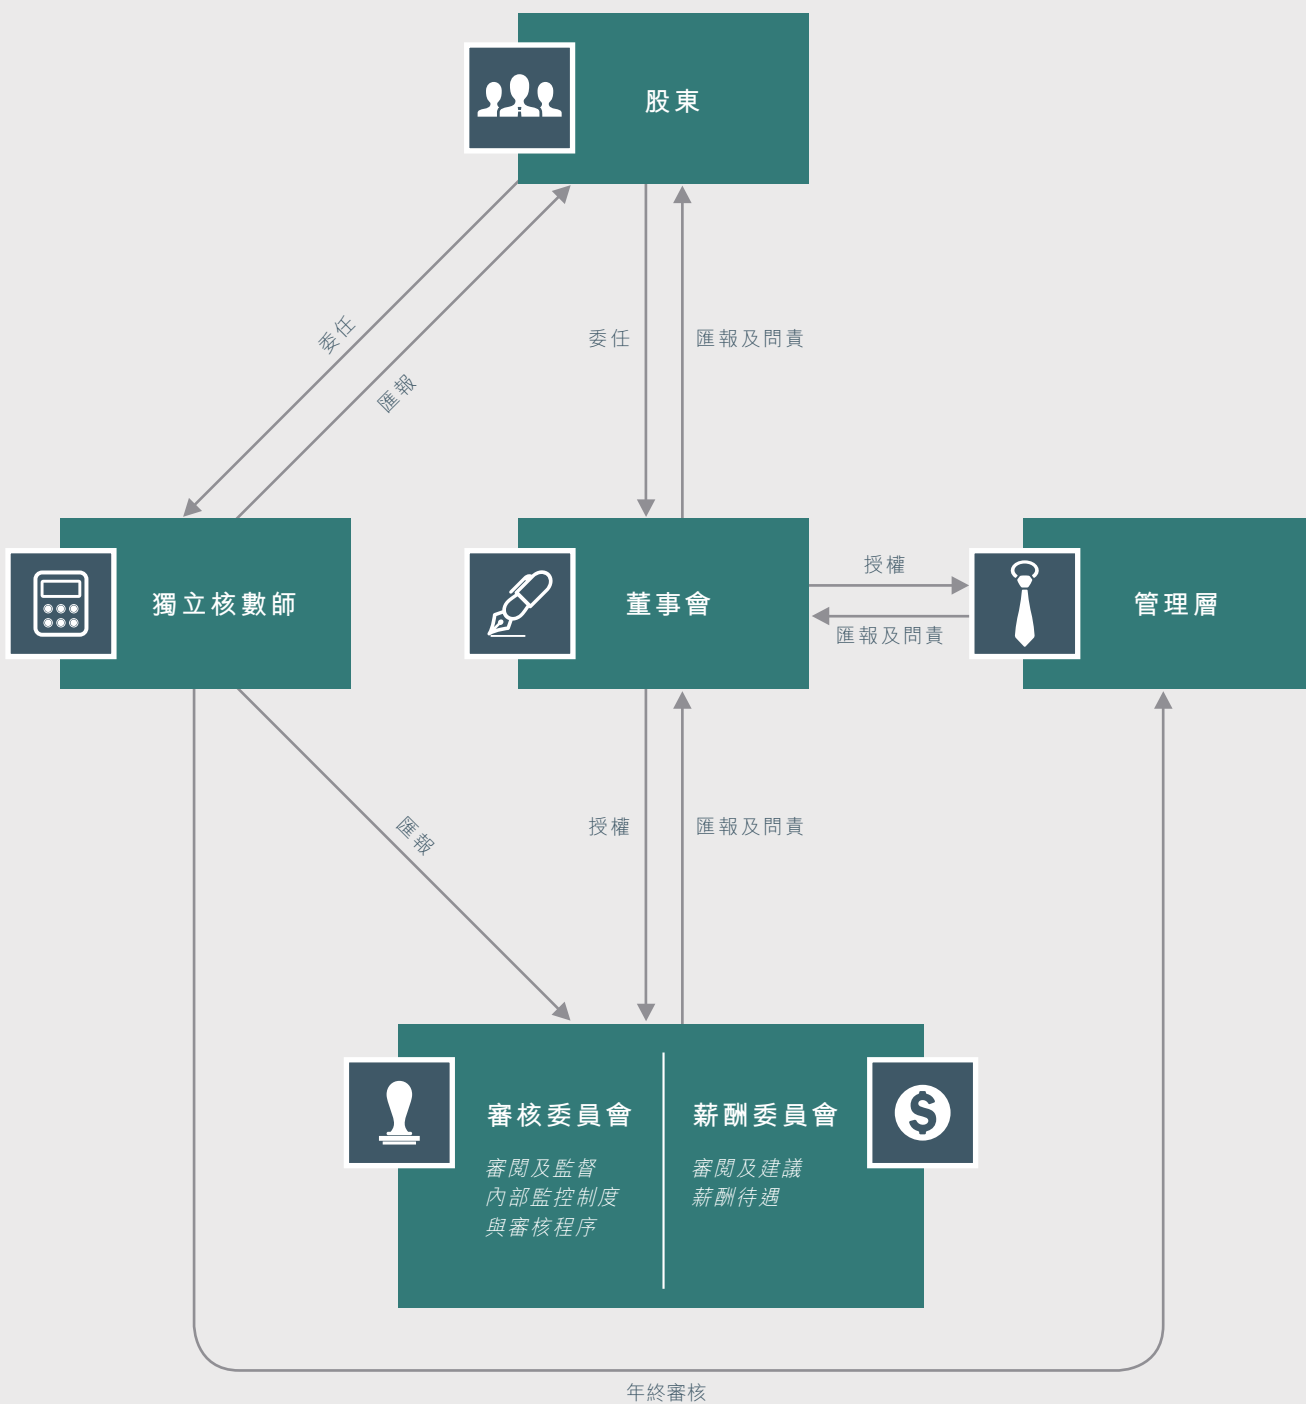 股東
委任
匯報
委任
匯報及問責
獨立核數師
董事會
授權
匯報及問責
管理層
匯報
授權
匯報及問責
審核委員會
審閱及監督
內部監控制度
與審核程序
薪酬委員會
審閱及建議
薪酬待遇
年終審核